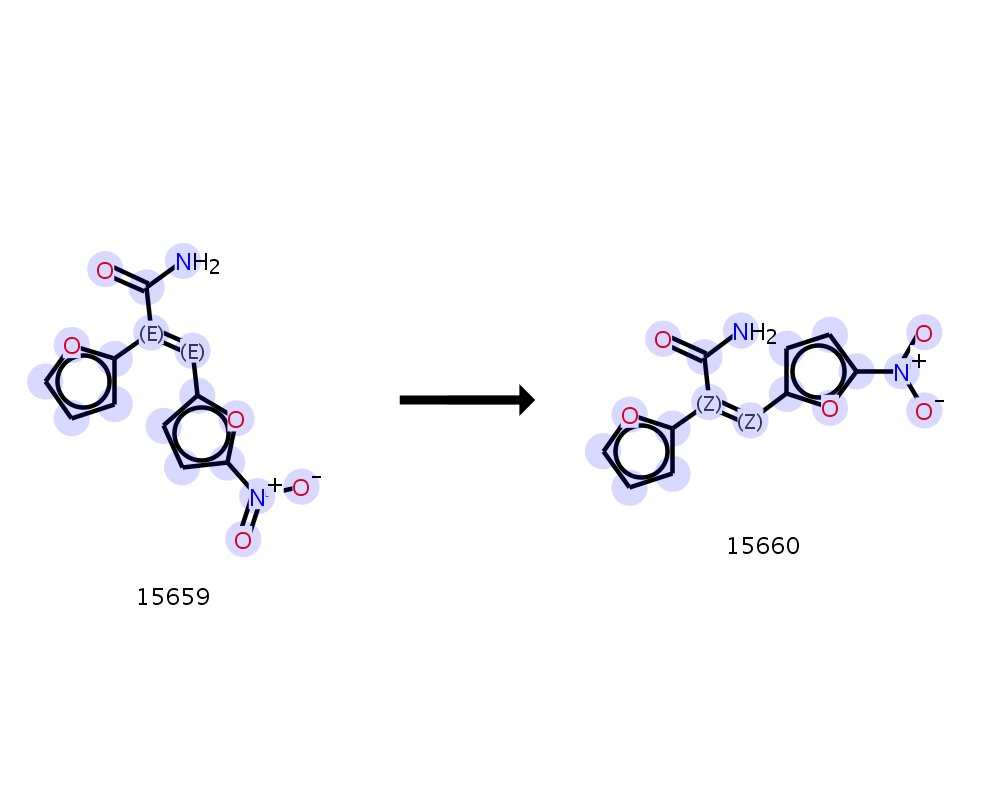 O NH2
(E) (E)
O
O
N+ O-
O
15659
O NH2
(Z) (Z)
O
O
O
N+
O-
15660